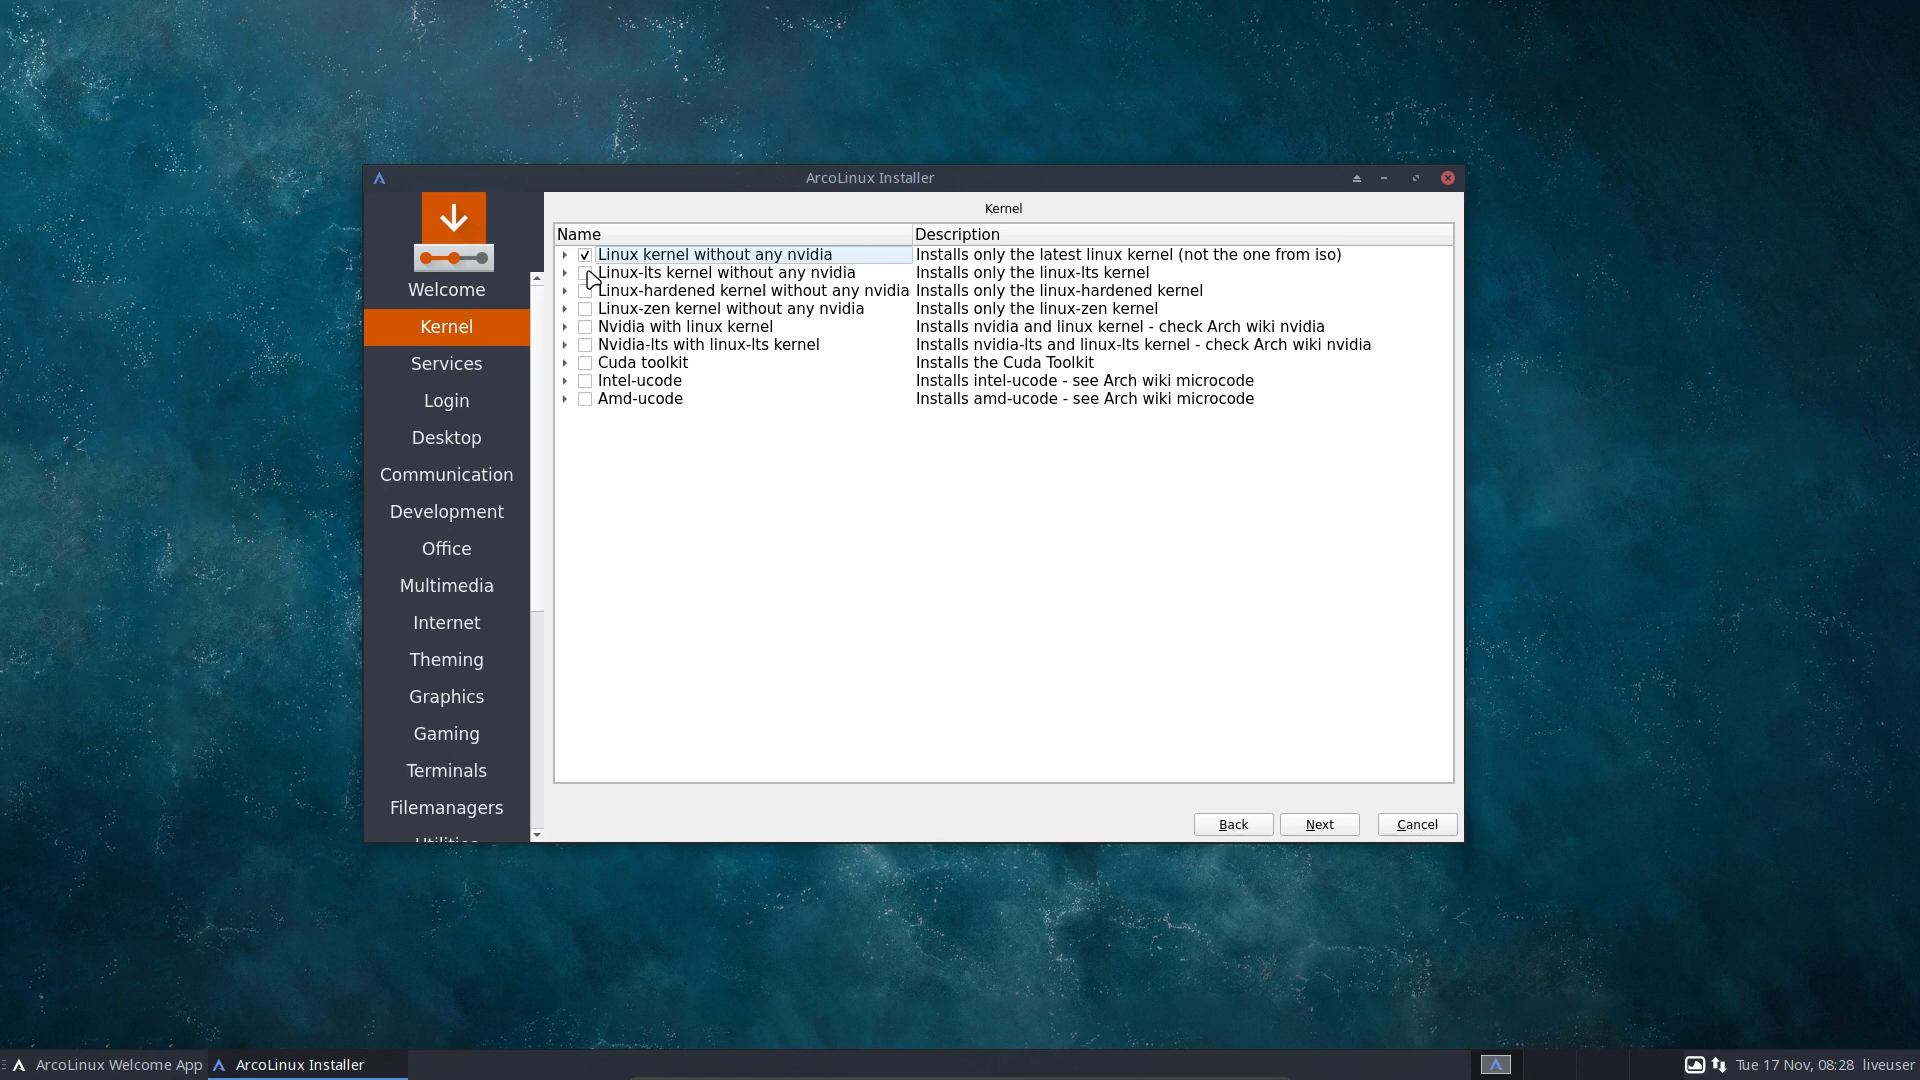 ArcoLinux Installer
Kernel
Name Description
Linux kernel without any nvidia Installs only the latest linux kernel (not the one from iso)
Linux-lts kernel without any nvidia Installs only the linux-lts kernel
Linux-hardened kernel without any nvidia Installs only the linux-hardened kernel
Linux-zen kernel without any nvidia Installs only the linux-zen kernel
Nvidia with linux kernel Installs nvidia and linux kernel - check Arch wiki nvidia
Nvidia-lts with linux-lts kernel Installs nvidia-lts and linux-lts kernel - check Arch wiki nvidia
Cuda toolkit Installs the Cuda Toolkit
Intel-ucode Installs intel-ucode - see Arch wiki microcode
Amd-ucode Installs amd-ucode - see Arch wiki microcode
Welcome
Kernel
Services
Login
Desktop
Communication
Development
Office
Multimedia
Internet
Theming
Graphics
Gaming
Terminals
Filemanagers
Back Next Cancel
ArcoLinux Welcome App ArcoLinux Installer Tue 17 Nov, 08:28 liveuser